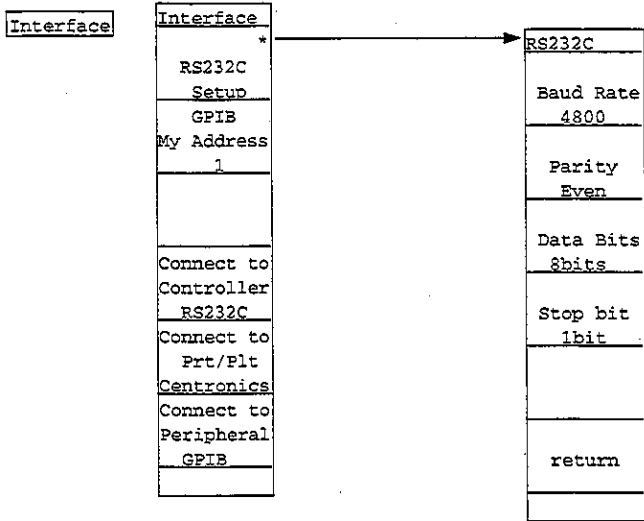 Interface
Interface
*
RS232C
Setup
GPIB
My Address
1
Connect to
Controller
RS232C
Connect to
Prt/Plt
Centronics
Connect to
Peripheral
GPIB
RS232C
Baud Rate
4800
Parity
Even
Data Bits
8bits
Stop bit
1bit
return